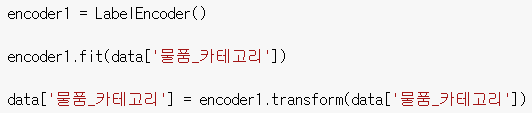 encoder1 = LabelEncoder()
encoder1.fit(data['물품_카테고리'])
data['물품_카테고리'] = encoder1.transform(data['물품_카테고리'])